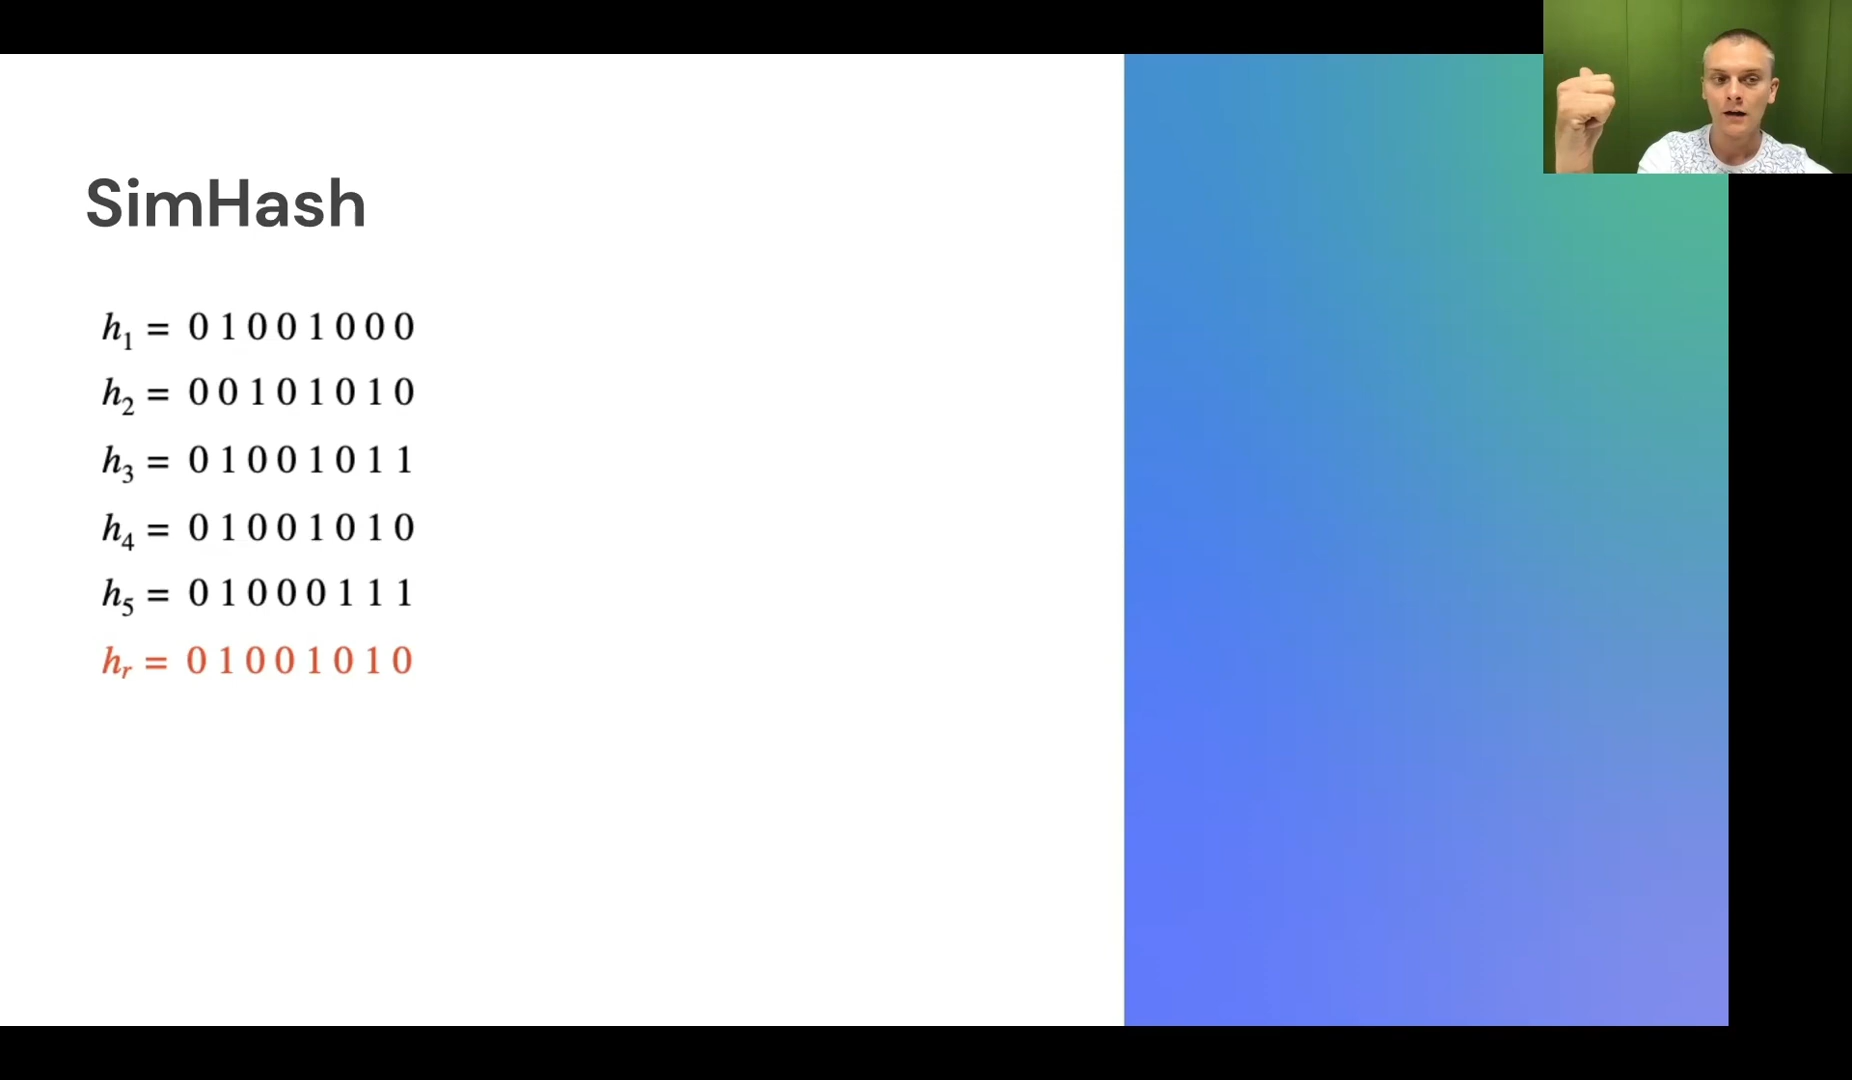 SimHash
h₁ = 0 1 0 0 1 0 0 0
h₂ = 0 0 1 0 1 0 1 0
h₃ = 0 1 0 0 1 0 1 1
h₄ = 0 1 0 0 1 0 1 0
h₅ = 0 1 0 0 0 1 1 1
hᵣ = 0 1 0 0 1 0 1 0